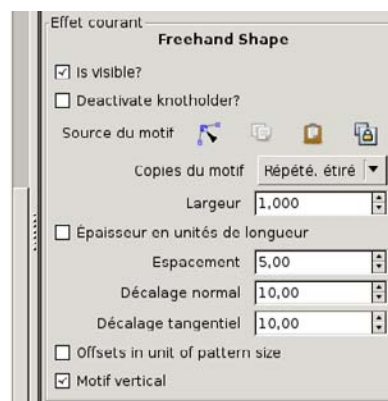 Effet courant
Freehand Shape
Is visible?
Deactivate knotholder?
Source du motif
Copies du motif Répété, étiré
Largeur 1,000
Épaisseur en unités de longueur
Espacement 5,00
Décalage normal 10,00
Décalage tangentiel 10,00
Offsets in unit of pattern size
Motif vertical